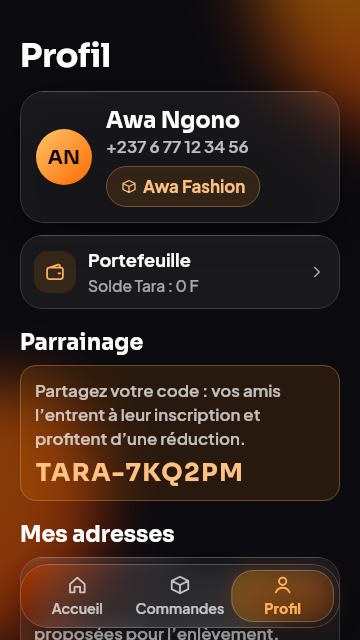 Profil
AN
Awa Ngono
+237 6 77 12 34 56
Awa Fashion
Portefeuille
Solde Tara : 0 F
Parrainage
Partagez votre code : vos amis
l’entrent à leur inscription et
profitent d’une réduction.
TARA-7KQ2PM
Mes adresses
Accueil
Commandes
Profil
proposées pour l’enlèvement.